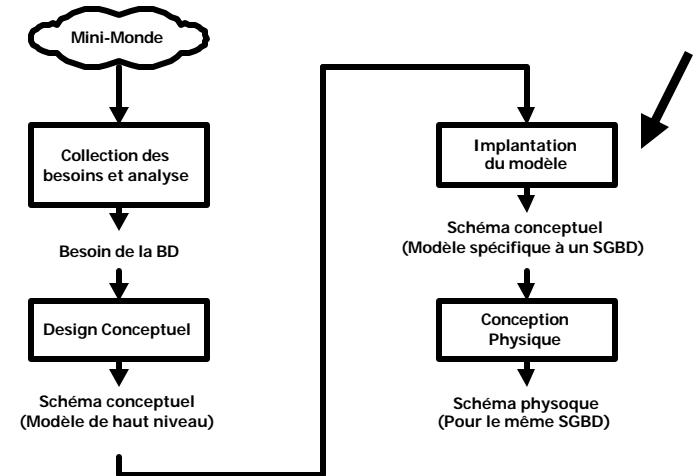 Mini-Monde
Collection des
besoins et analyse
Besoin de la BD
Design Conceptuel
Schéma conceptuel
(Modèle de haut niveau)
Implantation
du modèle
Schéma conceptuel
(Modèle spécifique à un SGBD)
Conception
Physique
Schéma physoque
(Pour le même SGBD)